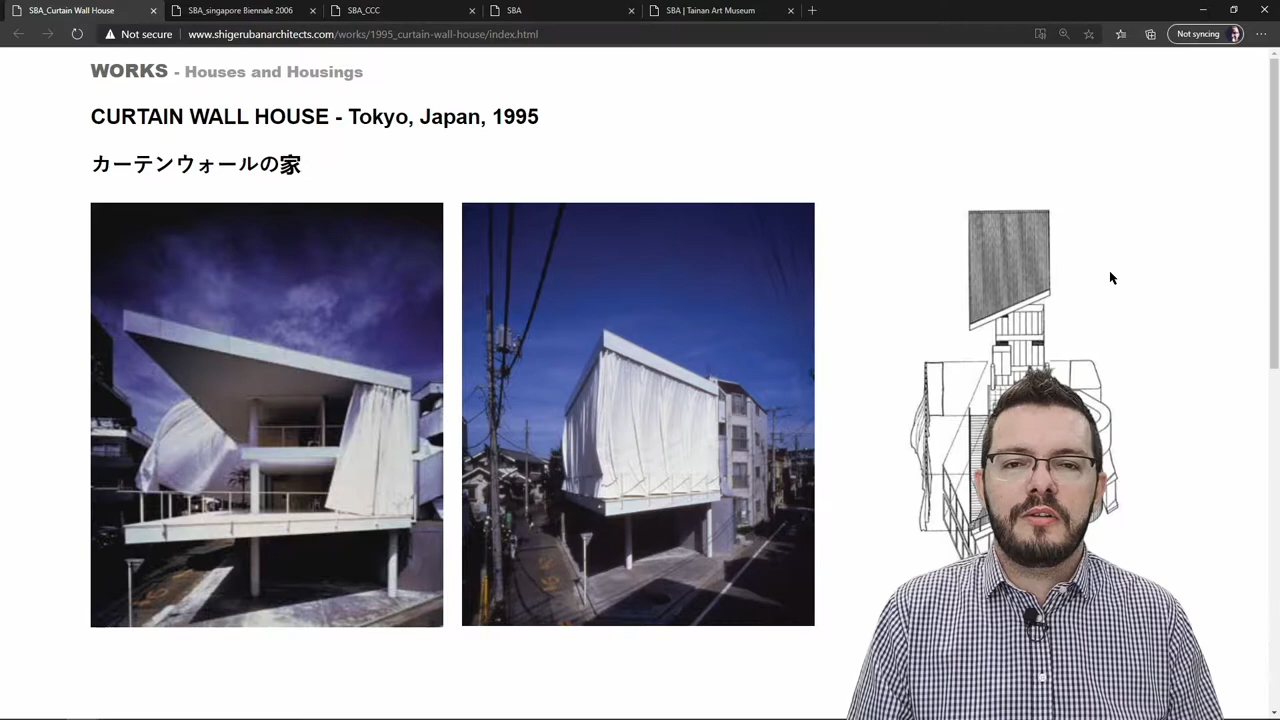 SBA_Curtain Wall House
SBA_singapore Biennale 2006
SBA_CCC
SBA
SBA | Tainan Art Museum
Not secure
www.shigerubanarchitects.com/works/1995_curtain-wall-house/index.html
Not syncing
WORKS - Houses and Housings
CURTAIN WALL HOUSE - Tokyo, Japan, 1995
カーテンウォールの家